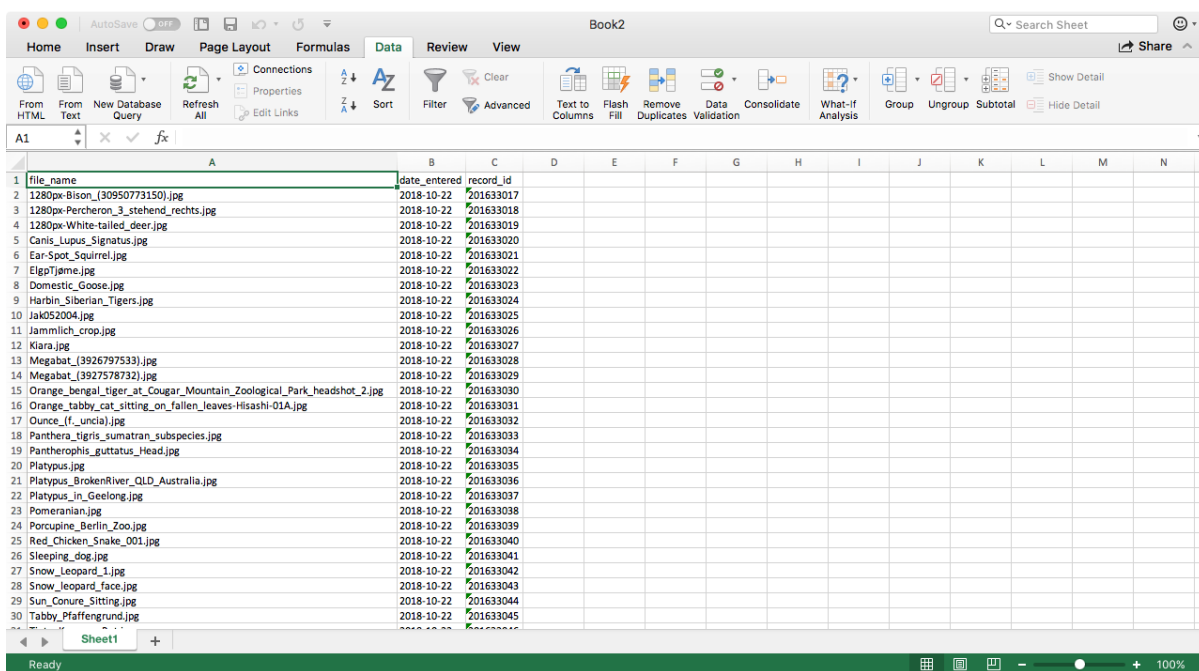 AutoSave OFF Book2 Search Sheet
Home Insert Draw Page Layout Formulas Data Review View Share
From HTML From Text New Database Query Refresh All Connections Properties Edit Links Sort Filter Clear Advanced Text to Columns Flash Fill Remove Duplicates Data Validation Consolidate What-If Analysis Group Ungroup Subtotal Show Detail Hide Detail
A1 fx
A B C D E F G H I J K L M N
1 file_name date_entered record_id
2 1280px-Bison_(30950773150).jpg 2018-10-22 201633017
3 1280px-Percheron_3_stehend_rechts.jpg 2018-10-22 201633018
4 1280px-White-tailed_deer.jpg 2018-10-22 201633019
5 Canis_Lupus_Signatus.jpg 2018-10-22 201633020
6 Ear-Spot_Squirrel.jpg 2018-10-22 201633021
7 ElgpTjøme.jpg 2018-10-22 201633022
8 Domestic_Goose.jpg 2018-10-22 201633023
9 Harbin_Siberian_Tigers.jpg 2018-10-22 201633024
10 Jak052004.jpg 2018-10-22 201633025
11 Jammlich_crop.jpg 2018-10-22 201633026
12 Kiara.jpg 2018-10-22 201633027
13 Megabat_(3926797533).jpg 2018-10-22 201633028
14 Megabat_(3927578732).jpg 2018-10-22 201633029
15 Orange_bengal_tiger_at_Cougar_Mountain_Zoological_Park_headshot_2.jpg 2018-10-22 201633030
16 Orange_tabby_cat_sitting_on_fallen_leaves-Hisashi-01A.jpg 2018-10-22 201633031
17 Ounce_(f._uncia).jpg 2018-10-22 201633032
18 Panthera_tigris_sumatran_subspecies.jpg 2018-10-22 201633033
19 Pantherophis_guttatus_Head.jpg 2018-10-22 201633034
20 Platypus.jpg 2018-10-22 201633035
21 Platypus_BrokenRiver_QLD_Australia.jpg 2018-10-22 201633036
22 Platypus_in_Geelong.jpg 2018-10-22 201633037
23 Pomeranian.jpg 2018-10-22 201633038
24 Porcupine_Berlin_Zoo.jpg 2018-10-22 201633039
25 Red_Chicken_Snake_001.jpg 2018-10-22 201633040
26 Sleeping_dog.jpg 2018-10-22 201633041
27 Snow_Leopard_1.jpg 2018-10-22 201633042
28 Snow_leopard_face.jpg 2018-10-22 201633043
29 Sun_Conure_Sitting.jpg 2018-10-22 201633044
30 Tabby_Pfaffengrund.jpg 2018-10-22 201633045
Sheet1 +
Ready 100%